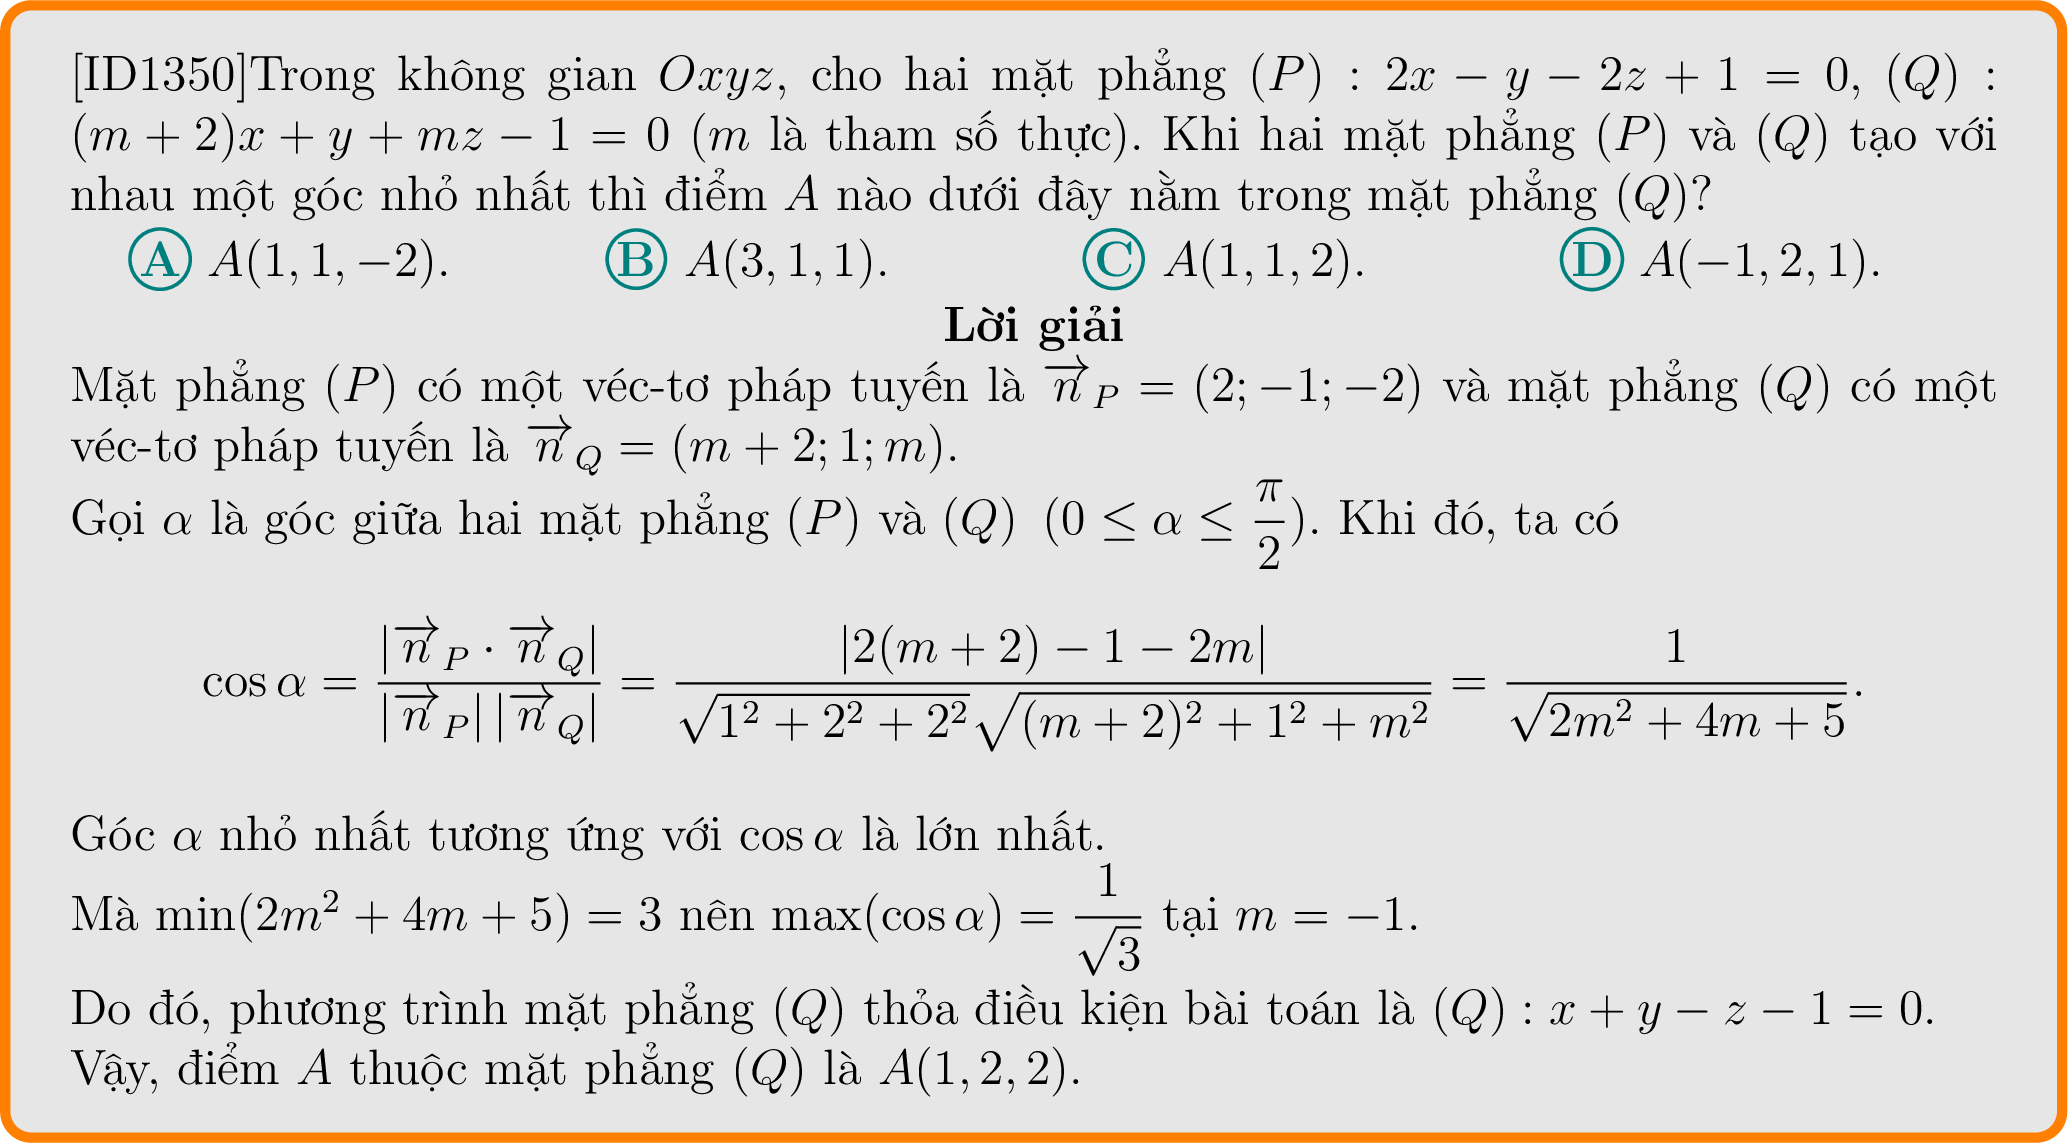 [ID1350]Trong không gian $Oxyz$, cho hai mặt phẳng $(P) : 2x - y - 2z + 1 = 0$, $(Q) :$
$(m + 2)x + y + mz - 1 = 0$ ($m$ là tham số thực). Khi hai mặt phẳng $(P)$ và $(Q)$ tạo với
nhau một góc nhỏ nhất thì điểm $A$ nào dưới đây nằm trong mặt phẳng $(Q)$?
Ⓐ $A(1, 1, -2)$. Ⓑ $A(3, 1, 1)$. Ⓒ $A(1, 1, 2)$. Ⓓ $A(-1, 2, 1)$.
Lời giải
Mặt phẳng $(P)$ có một véc-tơ pháp tuyến là $\overrightarrow{n}_P = (2; -1; -2)$ và mặt phẳng $(Q)$ có một
véc-tơ pháp tuyến là $\overrightarrow{n}_Q = (m + 2; 1; m)$.
Gọi $\alpha$ là góc giữa hai mặt phẳng $(P)$ và $(Q)$ $(0 \leq \alpha \leq \dfrac{\pi}{2})$. Khi đó, ta có
$\cos \alpha = \dfrac{|\overrightarrow{n}_P \cdot \overrightarrow{n}_Q|}{|\overrightarrow{n}_P| |\overrightarrow{n}_Q|} = \dfrac{|2(m + 2) - 1 - 2m|}{\sqrt{1^2 + 2^2 + 2^2}\sqrt{(m + 2)^2 + 1^2 + m^2}} = \dfrac{1}{\sqrt{2m^2 + 4m + 5}}.$
Góc $\alpha$ nhỏ nhất tương ứng với $\cos \alpha$ là lớn nhất.
Mà $\min(2m^2 + 4m + 5) = 3$ nên $\max(\cos \alpha) = \dfrac{1}{\sqrt{3}}$ tại $m = -1$.
Do đó, phương trình mặt phẳng $(Q)$ thỏa điều kiện bài toán là $(Q) : x + y - z - 1 = 0$.
Vậy, điểm $A$ thuộc mặt phẳng $(Q)$ là $A(1, 2, 2)$.